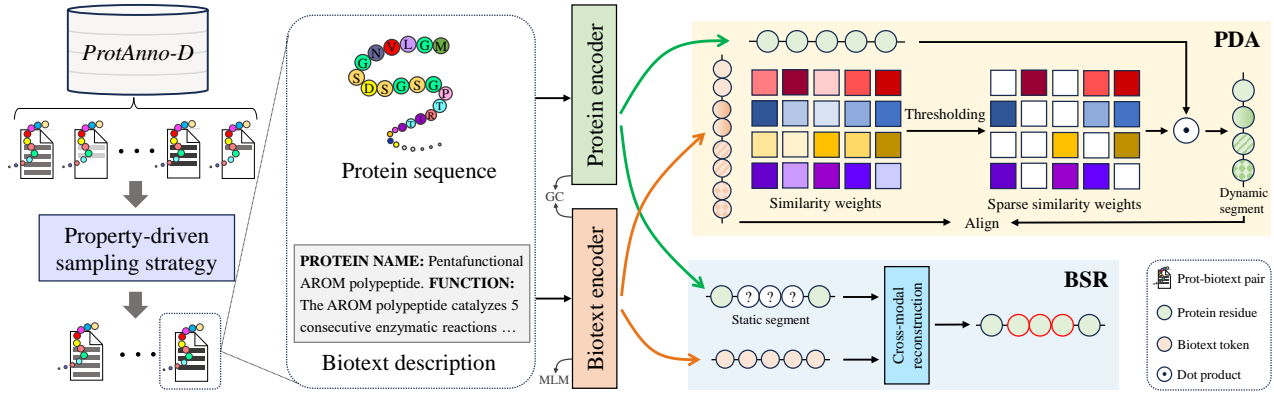 ProtAnno-D
Property-driven
sampling strategy
M
G
L
V
N
G
S
D
S
G
S
G
P
T
R
I
T
Protein sequence
PROTEIN NAME: Pentafunctional
AROM polypeptide. FUNCTION:
The AROM polypeptide catalyzes 5
consecutive enzymatic reactions …
Biotext description
Protein encoder
GC
Biotext encoder
MLM
PDA
Thresholding
Similarity weights
Sparse similarity weights
Dynamic
segment
Align
BSR
? ? ?
Static segment
Cross-modal
reconstruction
Prot-biotext pair
Protein residue
Biotext token
Dot product